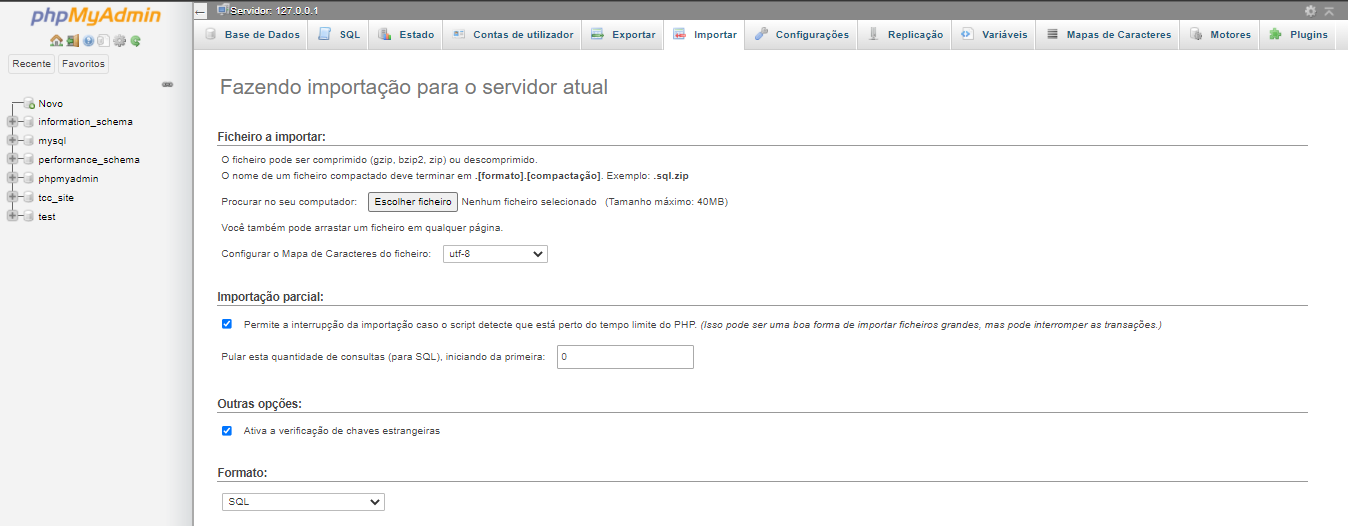 phpMyAdmin
Recente Favoritos
Novo
information_schema
mysql
performance_schema
phpmyadmin
tcc_site
test
Servidor: 127.0.0.1
Base de Dados SQL Estado Contas de utilizador Exportar Importar Configurações Replicação Variáveis Mapas de Caracteres Motores Plugins
Fazendo importação para o servidor atual
Ficheiro a importar:
O ficheiro pode ser comprimido (gzip, bzip2, zip) ou descomprimido.
O nome de um ficheiro compactado deve terminar em .[formato].[compactação]. Exemplo: .sql.zip
Procurar no seu computador: Escolher ficheiro Nenhum ficheiro selecionado (Tamanho máximo: 40MB)
Você também pode arrastar um ficheiro em qualquer página.
Configurar o Mapa de Caracteres do ficheiro: utf-8
Importação parcial:
Permite a interrupção da importação caso o script detecte que está perto do tempo limite do PHP. (Isso pode ser uma boa forma de importar ficheiros grandes, mas pode interromper as transações.)
Pular esta quantidade de consultas (para SQL), iniciando da primeira: 0
Outras opções:
Ativa a verificação de chaves estrangeiras
Formato:
SQL